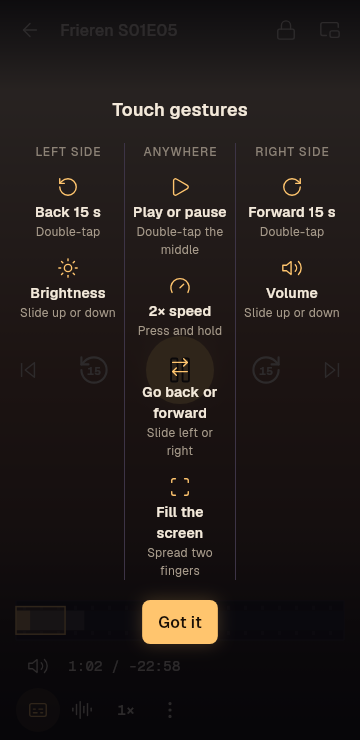 Frieren S01E05
Touch gestures
LEFT SIDE
Back 15 s
Double-tap
Brightness
Slide up or down
ANYWHERE
Play or pause
Double-tap the
middle
2× speed
Press and hold
Go back or
forward
Slide left or
right
Fill the
screen
Spread two
fingers
RIGHT SIDE
Forward 15 s
Double-tap
Volume
Slide up or down
15
15
Got it
1:02 / -22:58
1×